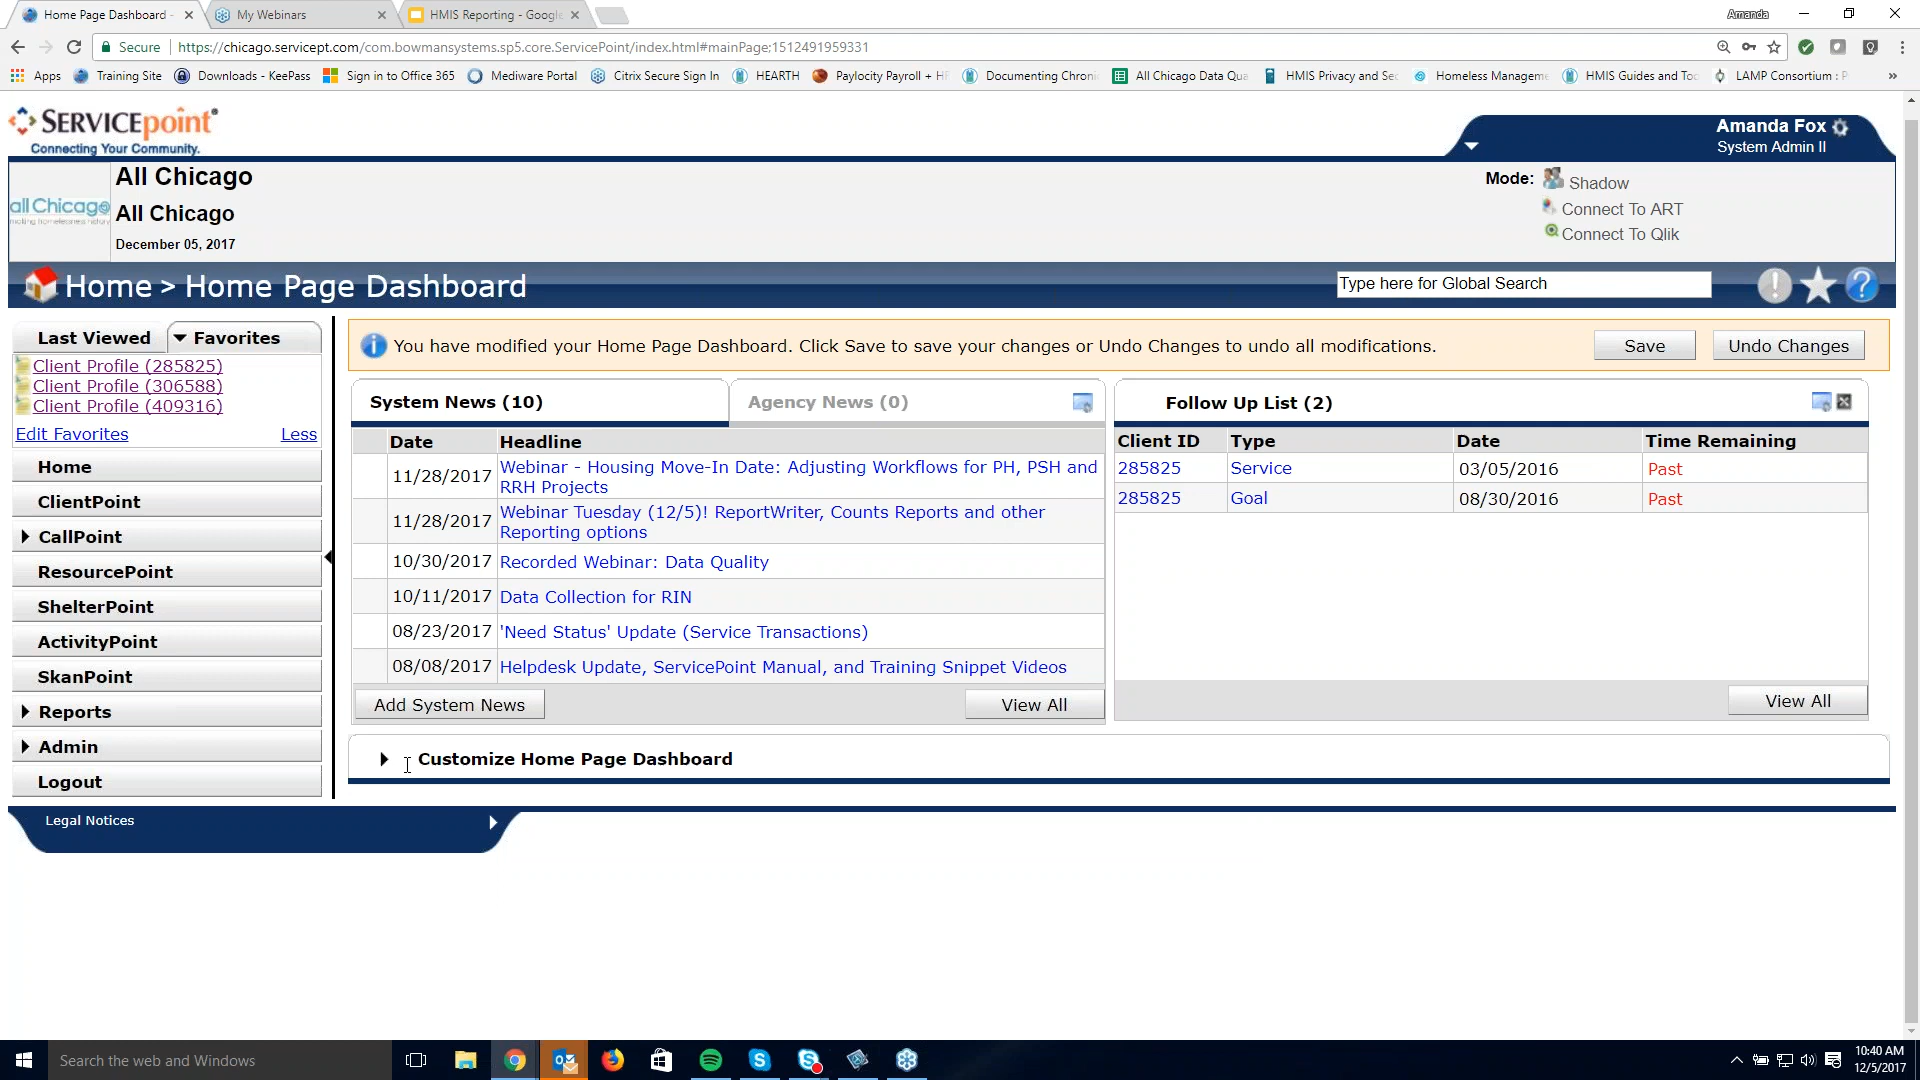 Home Page Dashboard -
My Webinars
HMIS Reporting - Google
Amanda
Secure
https://chicago.servicept.com/com.bowmansystems.sp5.core.ServicePoint/index.html#mainPage;1512491959331
Apps
Training Site
Downloads - KeePass
Sign in to Office 365
Mediware Portal
Citrix Secure Sign In
HEARTH
Paylocity Payroll + H
Documenting Chroni
All Chicago Data Qua
HMIS Privacy and Sec
Homeless Manageme
HMIS Guides and Too
LAMP Consortium : P
SERVICEpoint®
Connecting Your Community.
Amanda Fox
System Admin II
all Chicago
making homelessness history
All Chicago
All Chicago
December 05, 2017
Mode:
Shadow
Connect To ART
Connect To Qlik
Home > Home Page Dashboard
Type here for Global Search
Last Viewed
Favorites
Client Profile (285825)
Client Profile (306588)
Client Profile (409316)
Edit Favorites
Less
Home
ClientPoint
CallPoint
ResourcePoint
ShelterPoint
ActivityPoint
SkanPoint
Reports
Admin
Logout
You have modified your Home Page Dashboard. Click Save to save your changes or Undo Changes to undo all modifications.
Save
Undo Changes
System News (10)
Agency News (0)
Date
Headline
11/28/2017
Webinar - Housing Move-In Date: Adjusting Workflows for PH, PSH and
RRH Projects
11/28/2017
Webinar Tuesday (12/5)! ReportWriter, Counts Reports and other
Reporting options
10/30/2017
Recorded Webinar: Data Quality
10/11/2017
Data Collection for RIN
08/23/2017
'Need Status' Update (Service Transactions)
08/08/2017
Helpdesk Update, ServicePoint Manual, and Training Snippet Videos
Add System News
View All
Follow Up List (2)
Client ID
Type
Date
Time Remaining
285825
Service
03/05/2016
Past
285825
Goal
08/30/2016
Past
View All
Customize Home Page Dashboard
Legal Notices
Search the web and Windows
10:40 AM
12/5/2017